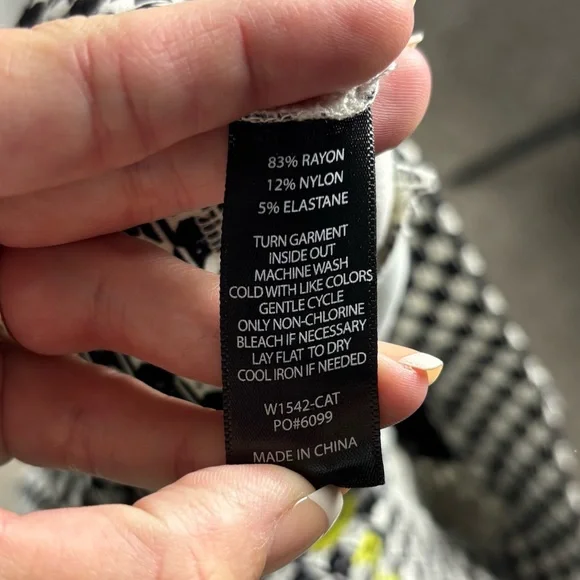 83% RAYON
12% NYLON
5% ELASTANE
TURN GARMENT
INSIDE OUT
MACHINE WASH
COLD WITH LIKE COLORS
GENTLE CYCLE
ONLY NON-CHLORINE
BLEACH IF NECESSARY
LAY FLAT TO DRY
COOL IRON IF NEEDED
W1542-CAT
PO#6099
MADE IN CHINA